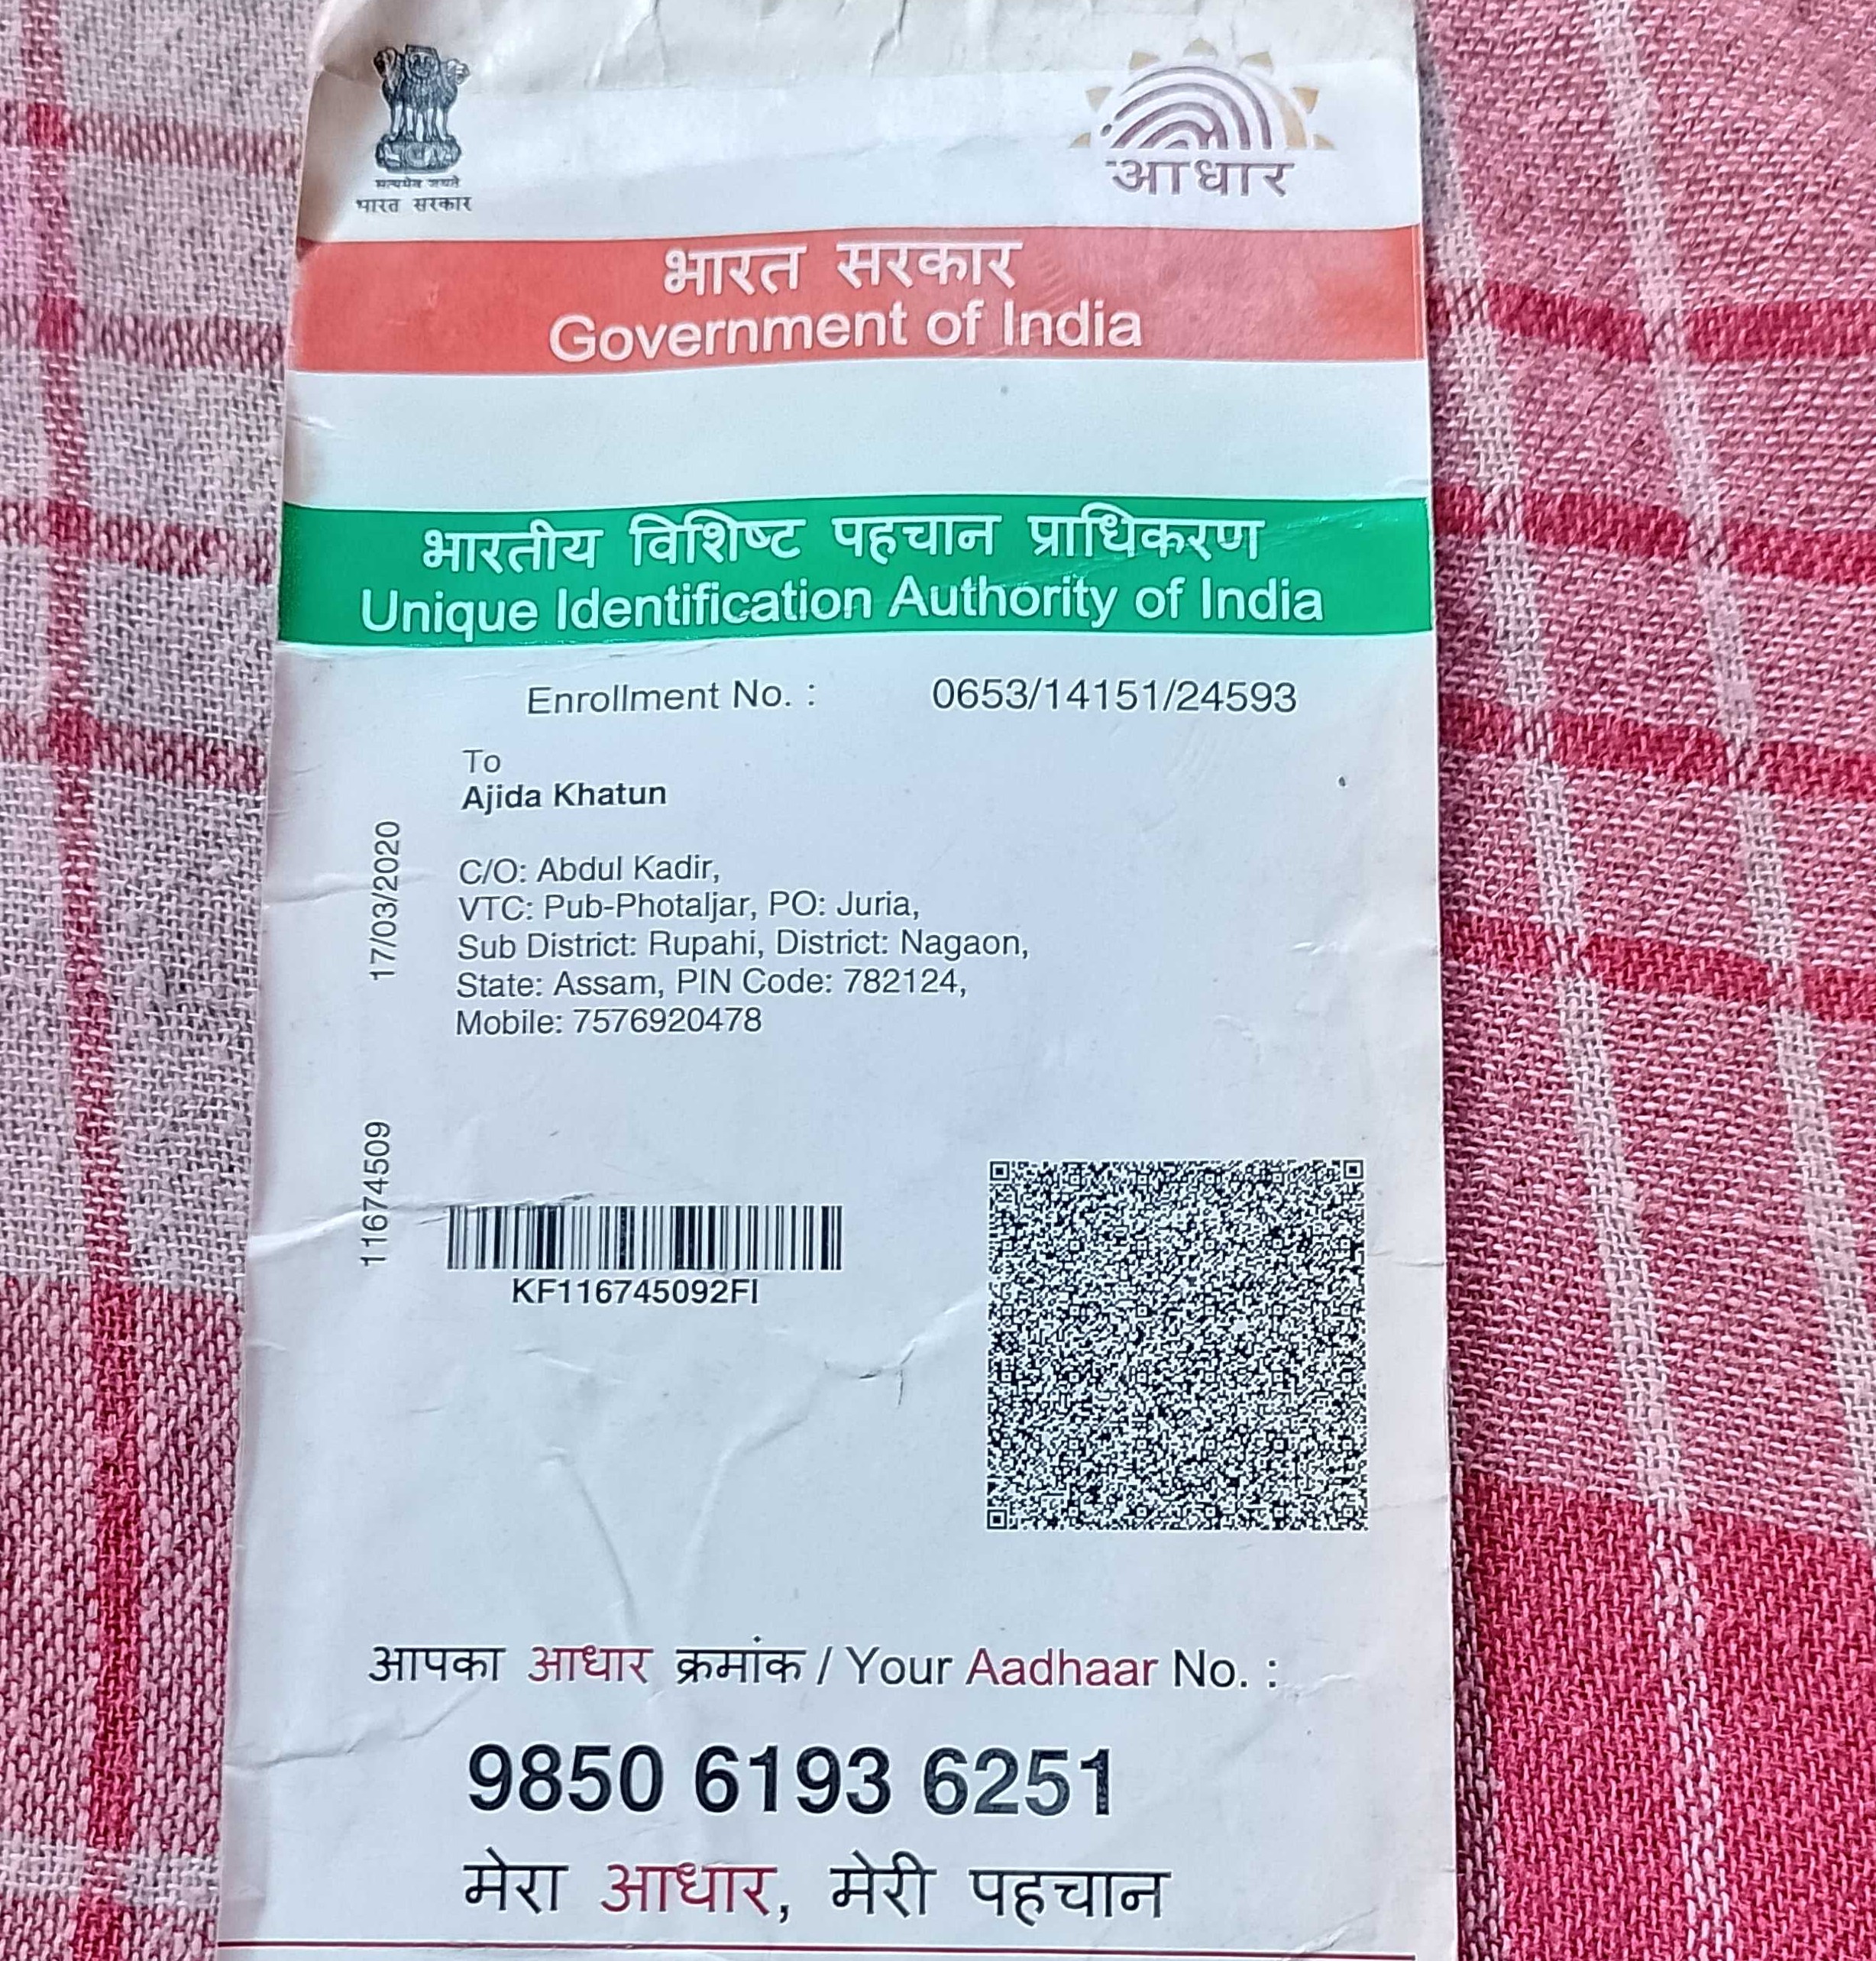 सत्यमेव जयते
भारत सरकार
आधार
भारत सरकार
Government of India
भारतीय विशिष्ट पहचान प्राधिकरण
Unique Identification Authority of India
Enrollment No. : 0653/14151/24593
To
Ajida Khatun
C/O: Abdul Kadir,
VTC: Pub-Photaljar, PO: Juria,
Sub District: Rupahi, District: Nagaon,
State: Assam, PIN Code: 782124,
Mobile: 7576920478
17/03/2020
11674509
KF116745092FI
आपका आधार क्रमांक / Your Aadhaar No. :
9850 6193 6251
मेरा आधार, मेरी पहचान